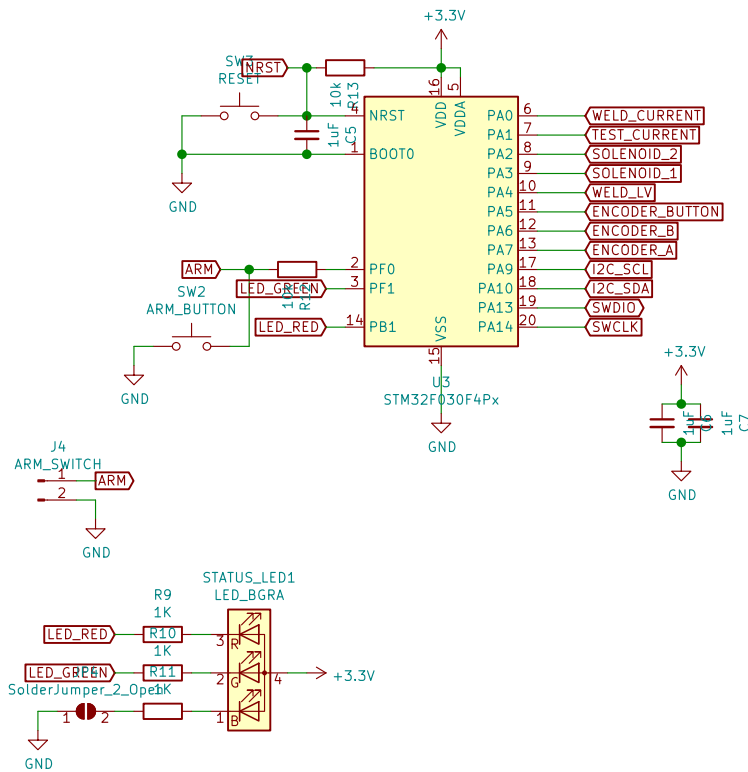 +3.3V
SW3
NRST
RESET
10k
R13
1uF
C5
16
VDD
5
VDDA
4
NRST
1
BOOT0
GND
PA0
6
WELD_CURRENT
PA1
7
TEST_CURRENT
PA2
8
SOLENOID_2
PA3
9
SOLENOID_1
PA4
10
WELD_LV
PA5
11
ENCODER_BUTTON
PA6
12
ENCODER_B
PA7
13
ENCODER_A
PA9
17
I2C_SCL
PA10
18
I2C_SDA
PA13
19
SWDIO
PA14
20
SWCLK
ARM
2
PF0
LED_GREEN
3
PF1
10k
SW2
ARM_BUTTON
LED_RED
14
PB1
VSS
15
GND
U3
STM32F030F4Px
GND
+3.3V
1uF
C6
1uF
C7
GND
J4
ARM_SWITCH
1
ARM
2
GND
STATUS_LED1
LED_BGRA
R9
1K
LED_RED
3
R
R10
1K
LED_GREEN
2
G
4
+3.3V
R11
1K
SolderJumper_2_Open
1
2
1
B
GND